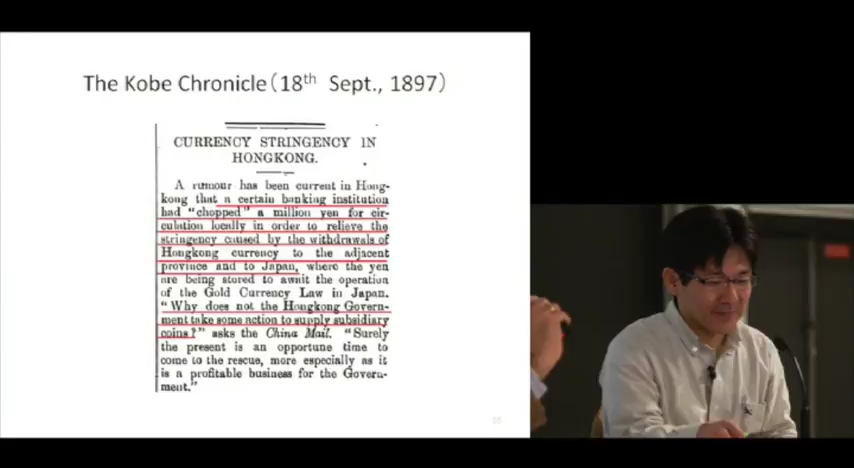 The Kobe Chronicle(18th Sept., 1897)
CURRENCY STRINGENCY IN
HONGKONG.
A rumour has been current in Hong-
kong that a certain banking institution
had "chopped" a million yen for cir-
culation locally in order to relieve the
stringency caused by the withdrawals of
Hongkong currency to the adjacent
province and to Japan, where the yen
are being stored to await the operation
of the Gold Currency Law in Japan.
"Why does not the Hongkong Govern-
ment take some action to supply subsidiary
coins?" asks the China Mail. "Surely
the present is an opportune time to
come to the rescue, more especially as it
is a profitable business for the Govern-
ment."